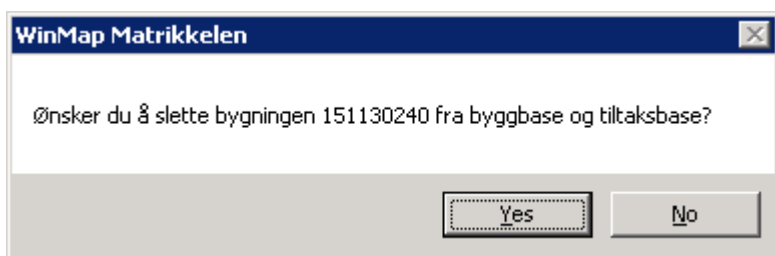 WinMap Matrikkelen
Ønsker du å slette bygningen 151130240 fra byggbase og tiltaksbase?
Yes No